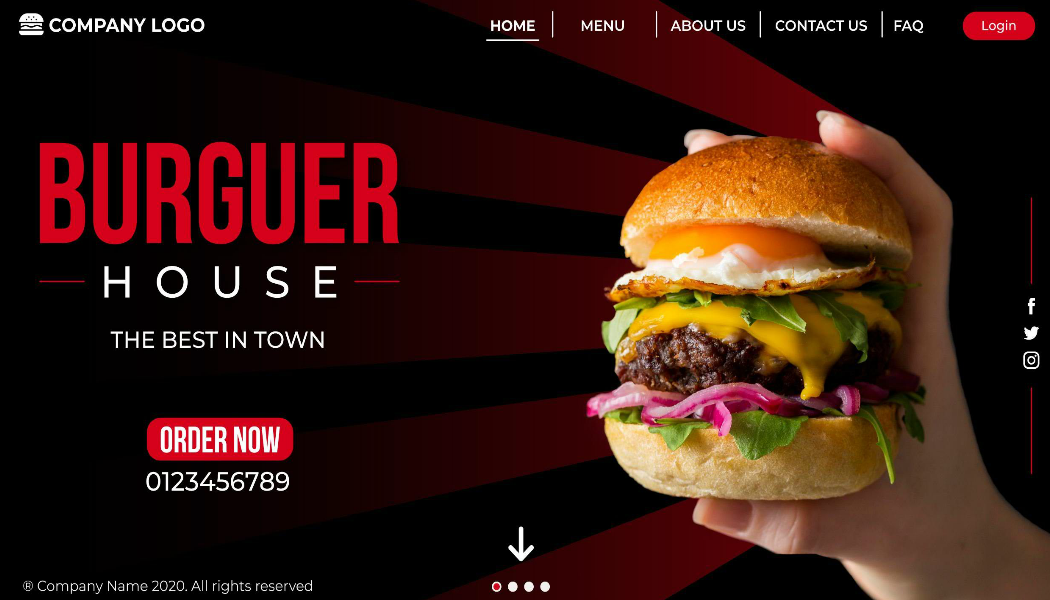 COMPANY LOGO
HOME MENU ABOUT US CONTACT US FAQ Login
BURGUER
HOUSE
THE BEST IN TOWN
ORDER NOW
0123456789
® Company Name 2020. All rights reserved